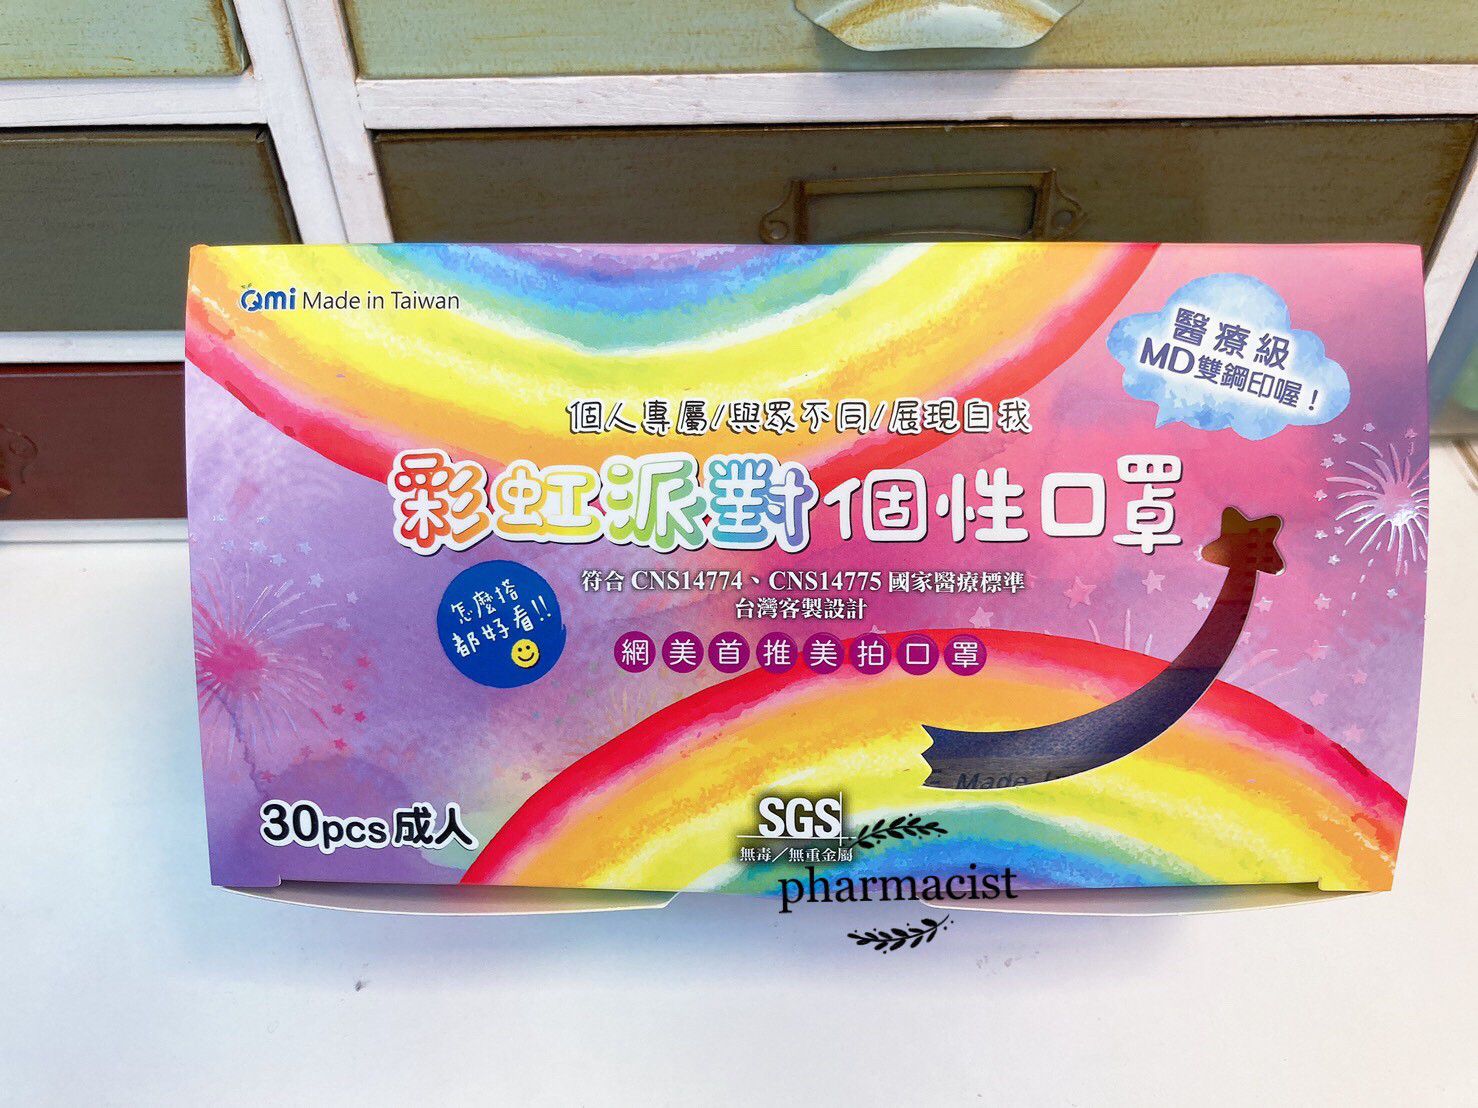 Qmi Made in Taiwan
醫療級
MD雙鋼印喔！
個人專屬/與眾不同/展現自我
彩虹派對個性口罩
符合 CNS14774、CNS14775 國家醫療標準
台灣客製設計
怎麼搭
都好看!!
網美首推美拍口罩
Made
30pcs 成人
SGS
無毒／無重金屬
pharmacist